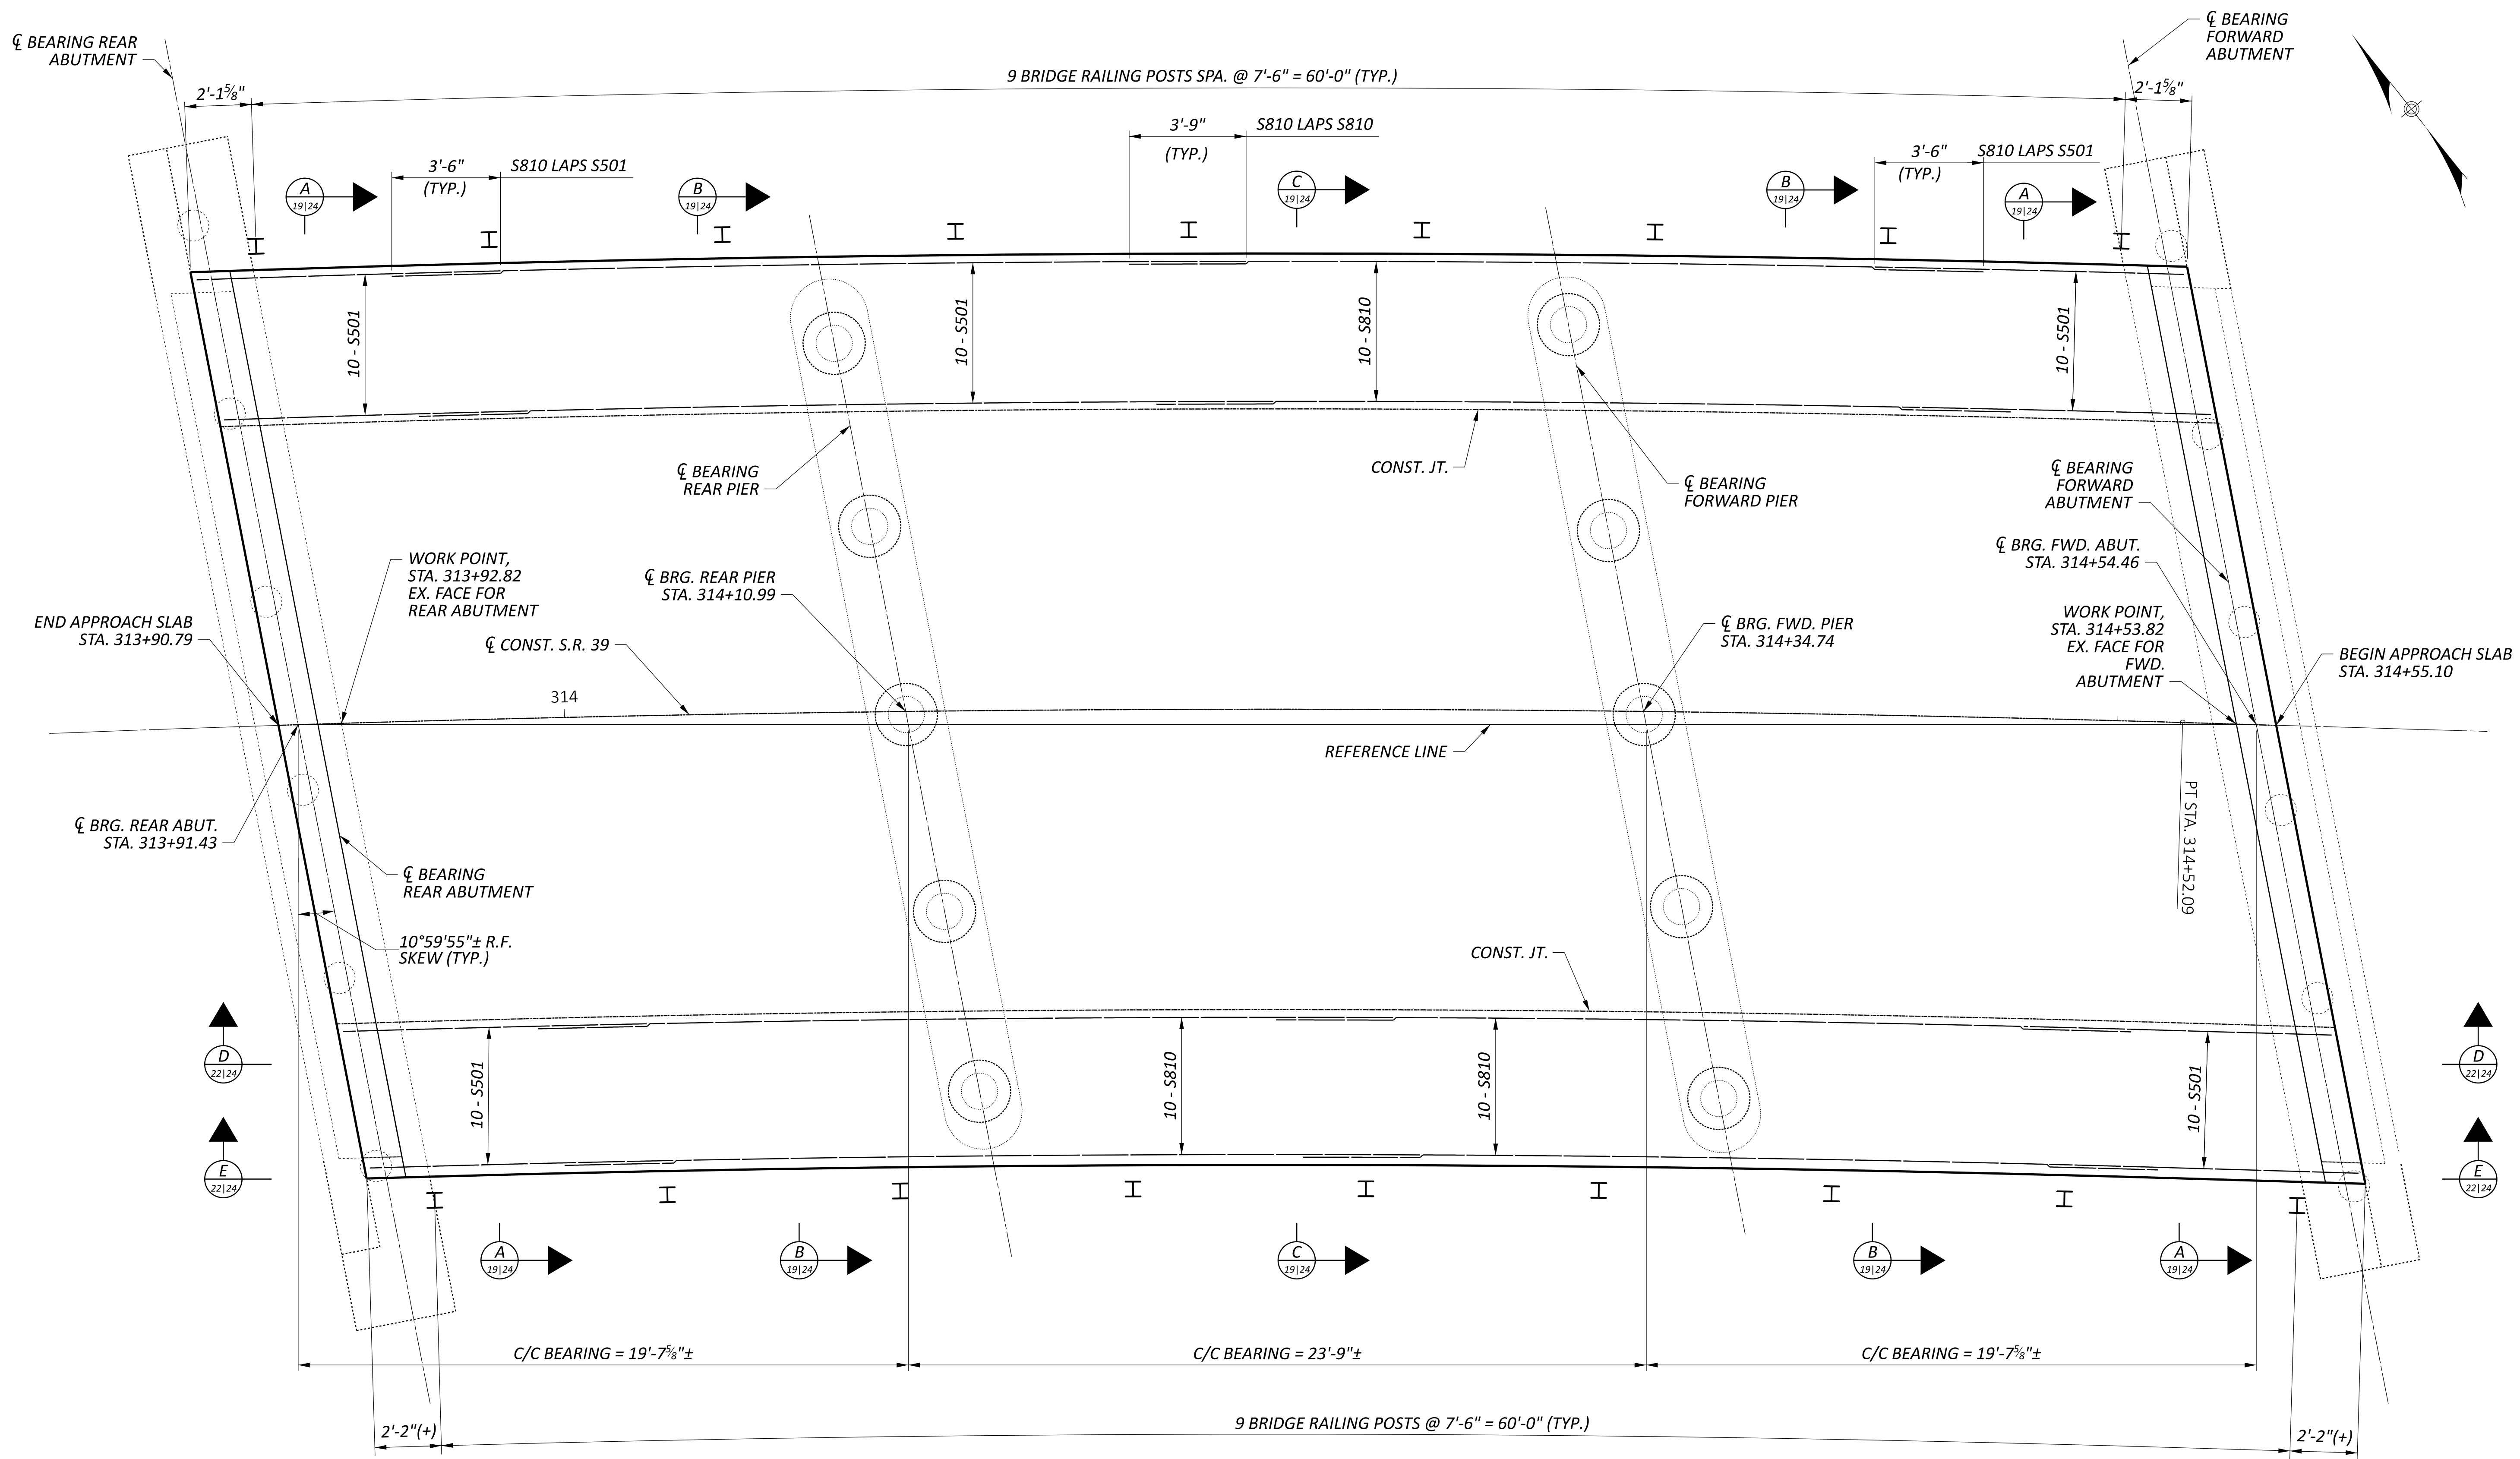 ℄ BEARING REAR
ABUTMENT
℄ BEARING
FORWARD
ABUTMENT
9 BRIDGE RAILING POSTS SPA. @ 7'-6" = 60'-0" (TYP.)
2'-1⅝"
2'-1⅝"
3'-9"
(TYP.)
S810 LAPS S810
3'-6"
(TYP.)
S810 LAPS S501
3'-6"
(TYP.)
S810 LAPS S501
A
19|24
B
19|24
C
19|24
B
19|24
A
19|24
10 - S501
10 - S501
10 - S810
10 - S501
℄ BEARING
REAR PIER
CONST. JT.
℄ BEARING
FORWARD PIER
℄ BEARING
FORWARD
ABUTMENT
WORK POINT,
STA. 313+92.82
EX. FACE FOR
REAR ABUTMENT
℄ BRG. REAR PIER
STA. 314+10.99
℄ BRG. FWD. ABUT.
STA. 314+54.46
END APPROACH SLAB
STA. 313+90.79
℄ CONST. S.R. 39
℄ BRG. FWD. PIER
STA. 314+34.74
WORK POINT,
STA. 314+53.82
EX. FACE FOR
FWD.
ABUTMENT
BEGIN APPROACH SLAB
STA. 314+55.10
314
REFERENCE LINE
PT STA. 314+52.09
℄ BRG. REAR ABUT.
STA. 313+91.43
℄ BEARING
REAR ABUTMENT
10°59'55"± R.F.
SKEW (TYP.)
CONST. JT.
D
22|24
D
22|24
10 - S501
10 - S810
10 - S810
10 - S501
E
22|24
E
22|24
A
19|24
B
19|24
C
19|24
B
19|24
A
19|24
C/C BEARING = 19'-7⅝"±
C/C BEARING = 23'-9"±
C/C BEARING = 19'-7⅝"±
2'-2"(+)
9 BRIDGE RAILING POSTS @ 7'-6" = 60'-0" (TYP.)
2'-2"(+)